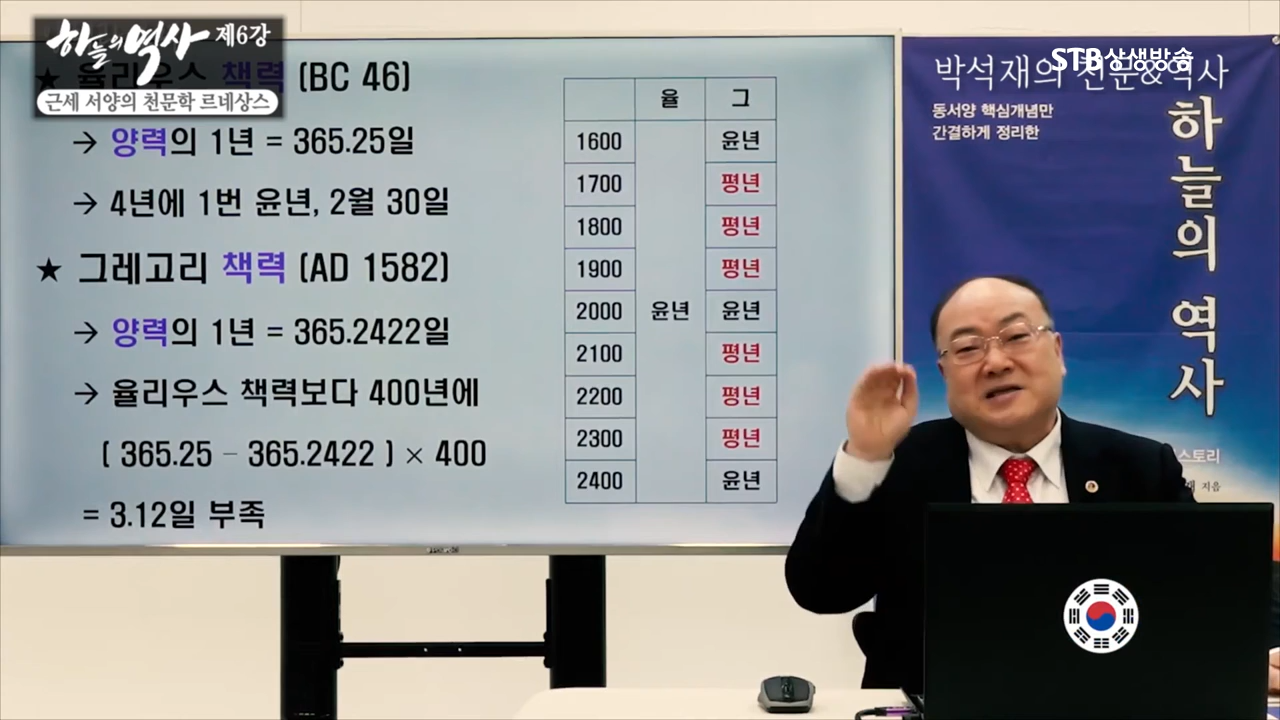 하늘의 역사 제6강
근세 서양의 천문학 르네상스
★ 율리우스 책력 (BC 46)
→ 양력의 1년 = 365.25일
→ 4년에 1번 윤년, 2월 30일
★ 그레고리 책력 (AD 1582)
→ 양력의 1년 = 365.2422일
→ 율리우스 책력보다 400년에
( 365.25 – 365.2422 ) × 400
= 3.12일 부족
율 그
1600 윤년
1700 평년
1800 평년
1900 평년
2000 윤년 윤년
2100 평년
2200 평년
2300 평년
2400 윤년
STB상생방송
박석재의 천문&역사
동서양 핵심개념만
간결하게 정리한
하늘의 역사
스토리
지음